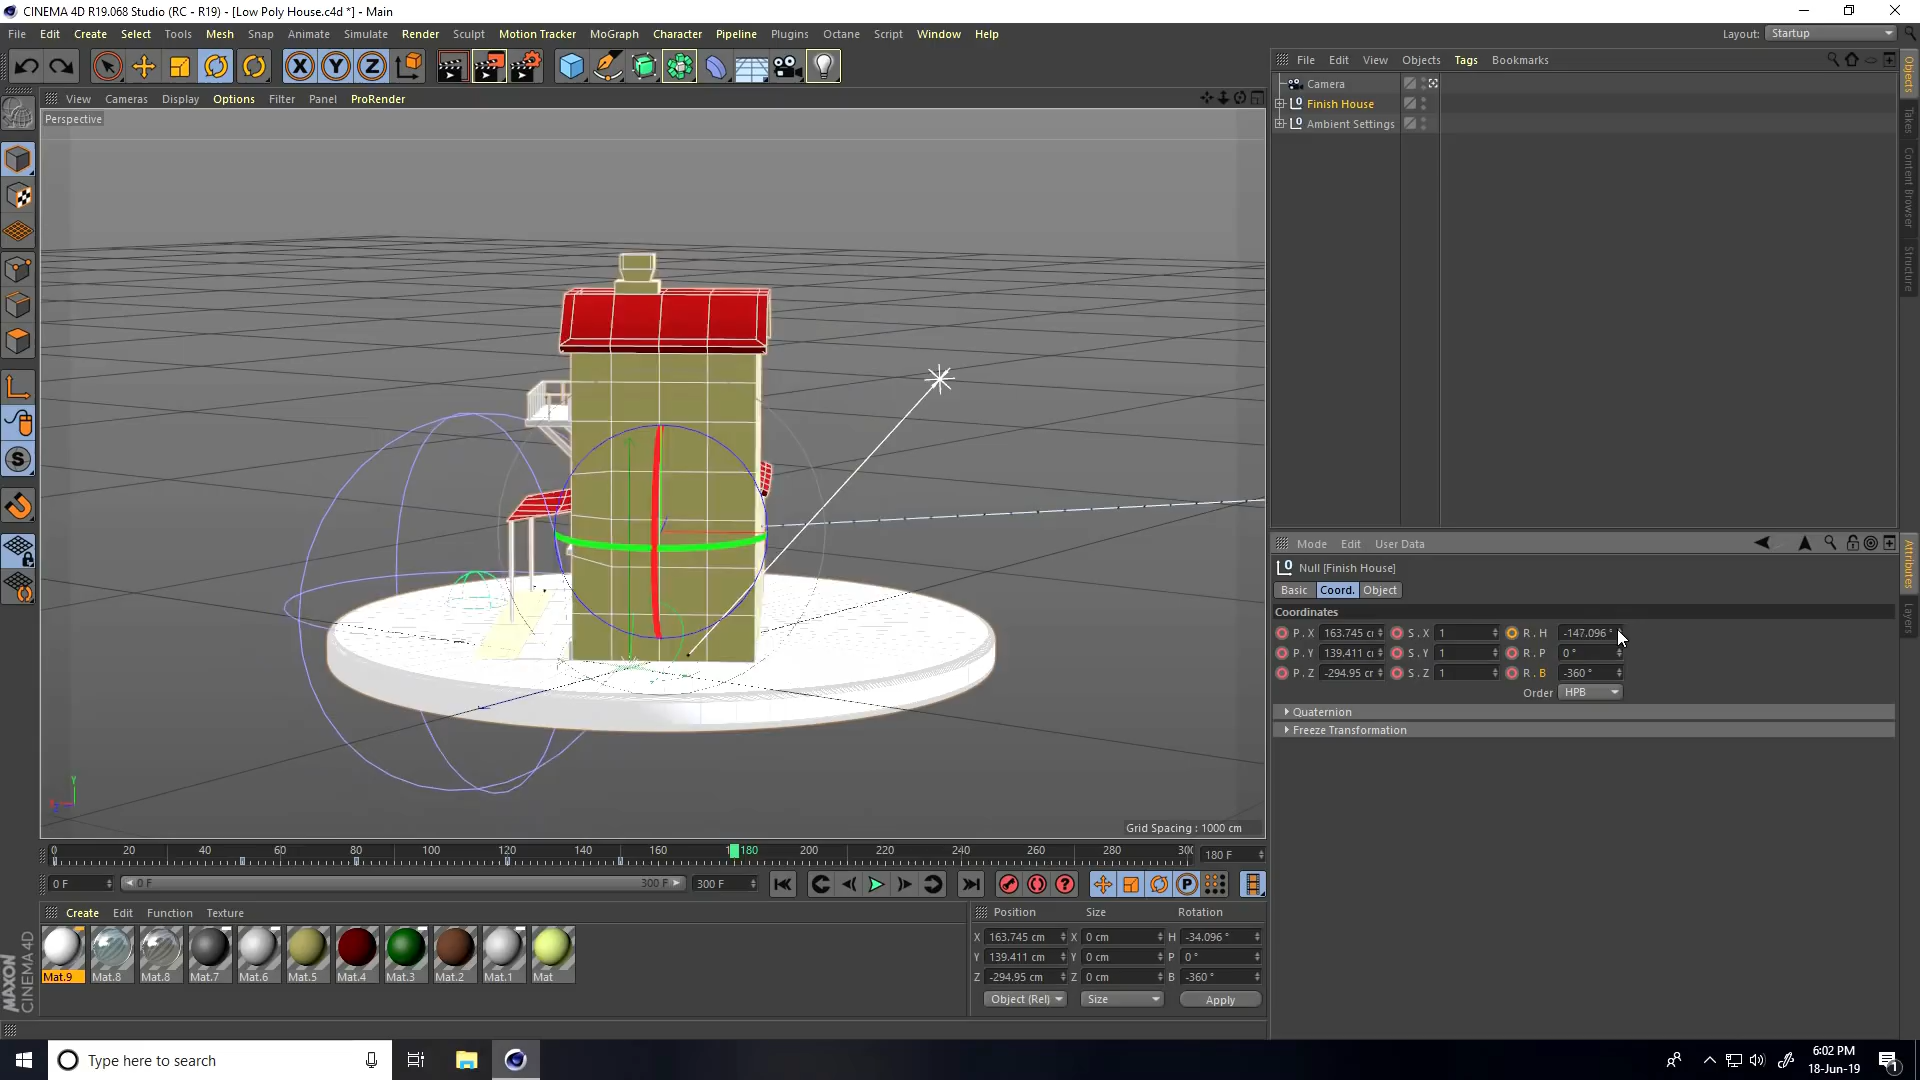 CINEMA 4D R19.068 Studio (RC - R19) - [Low Poly House.c4d *] - Main
File Edit Create Select Tools Mesh Snap Animate Simulate Render Sculpt Motion Tracker MoGraph Character Pipeline Plugins Octane Script Window Help
Layout: Startup
File Edit View Objects Tags Bookmarks
Camera
Finish House
Ambient Settings
View Cameras Display Options Filter Panel ProRender
Perspective
Grid Spacing : 1000 cm
Objects
Takes
Content Browser
Structure
Mode Edit User Data
Null [Finish House]
Basic Coord. Object
Coordinates
P . X 163.745 S . X 1 R . H -147.096 °
P . Y 139.411 S . Y 1 R . P 0 °
P . Z -294.95 S . Z 1 R . B -360 °
Order HPB
Quaternion
Freeze Transformation
Attributes
Layers
0 20 40 60 80 100 120 140 160 180 200 220 240 260 280 300
180 F
0 F 0 F 300 F 300 F
Create Edit Function Texture
Mat.9 Mat.8 Mat.8 Mat.7 Mat.6 Mat.5 Mat.4 Mat.3 Mat.2 Mat.1 Mat
Position Size Rotation
X 163.745 cm X 0 cm H -34.096 °
Y 139.411 cm Y 0 cm P 0 °
Z -294.95 cm Z 0 cm B -360 °
Object (Rel) Size Apply
MAXON
CINEMA 4D
Type here to search
6:02 PM
18-Jun-19
1